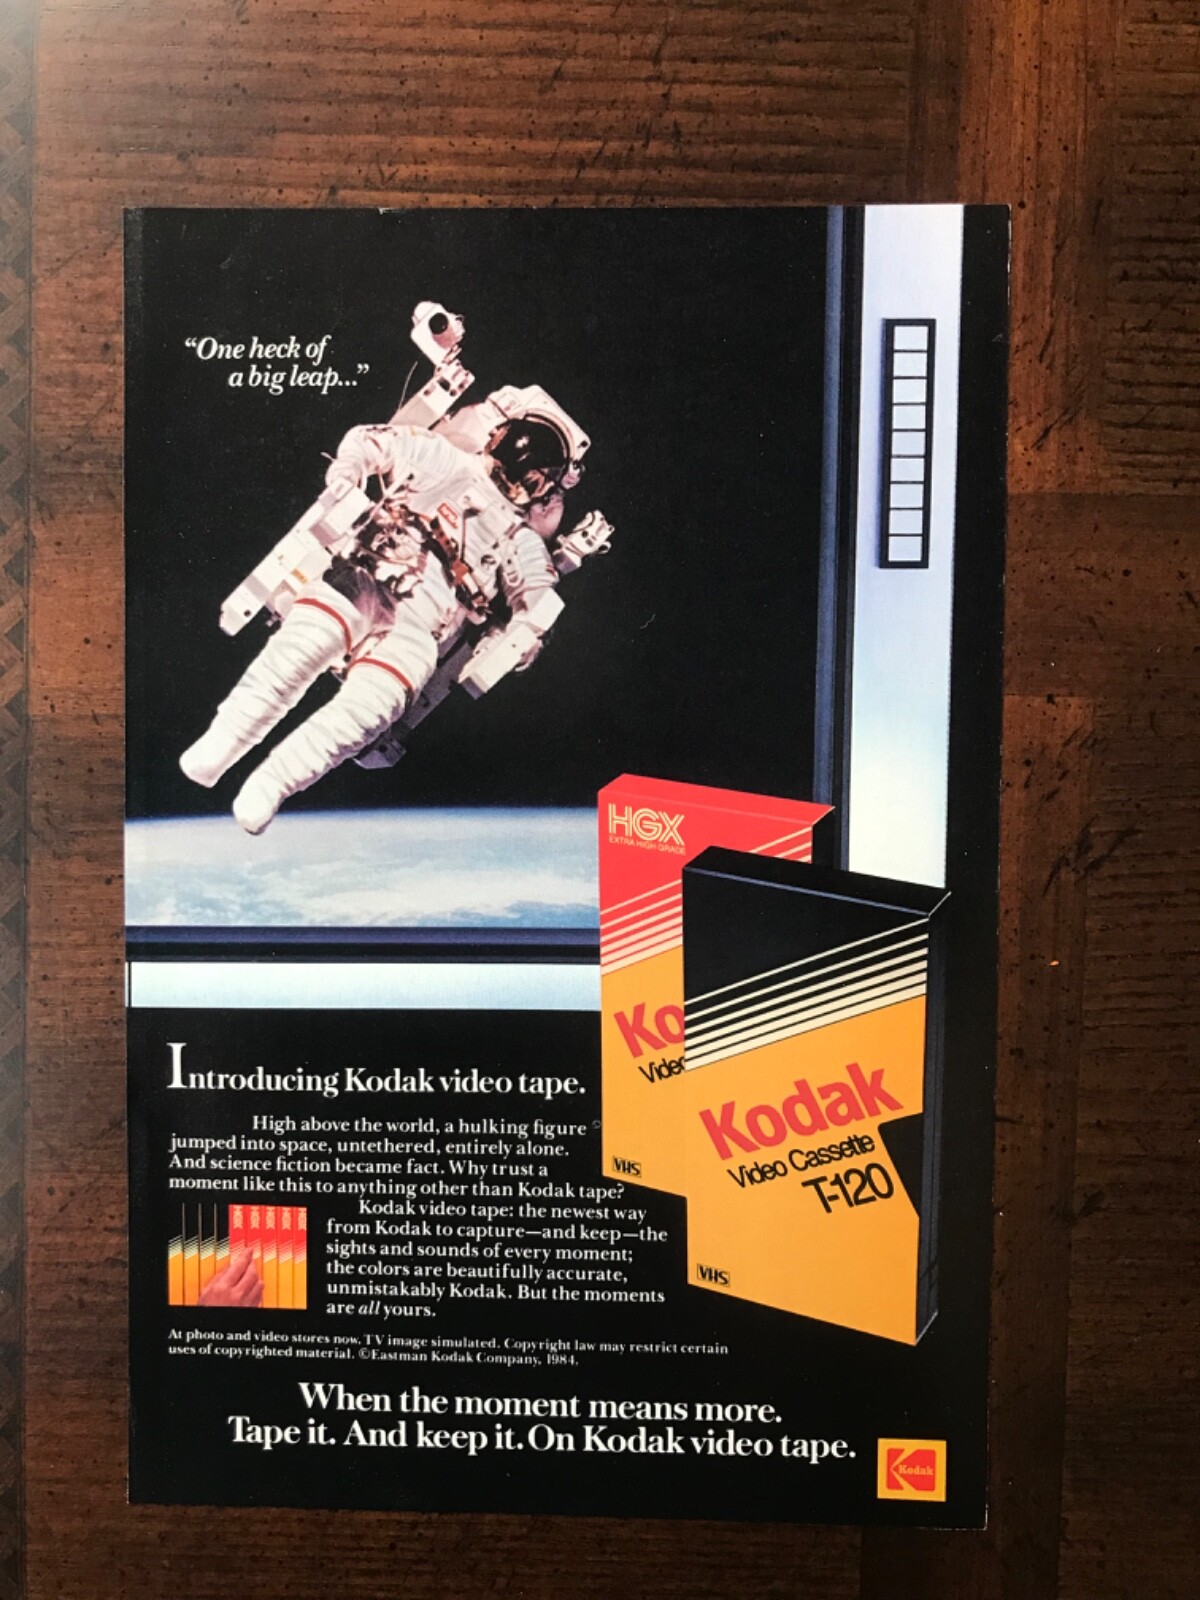 “One heck of
a big leap...”
HGX
EXTRA HIGH GRADE
Ko
Video
VHS
Kodak
Video Cassette
T-120
VHS
Introducing Kodak video tape.
High above the world, a hulking figure
jumped into space, untethered, entirely alone.
And science fiction became fact. Why trust a
moment like this to anything other than Kodak tape?
Kodak video tape: the newest way
from Kodak to capture—and keep—the
sights and sounds of every moment;
the colors are beautifully accurate,
unmistakably Kodak. But the moments
are all yours.
At photo and video stores now. TV image simulated. Copyright law may restrict certain
uses of copyrighted material. ©Eastman Kodak Company, 1984.
When the moment means more.
Tape it. And keep it. On Kodak video tape.
Kodak